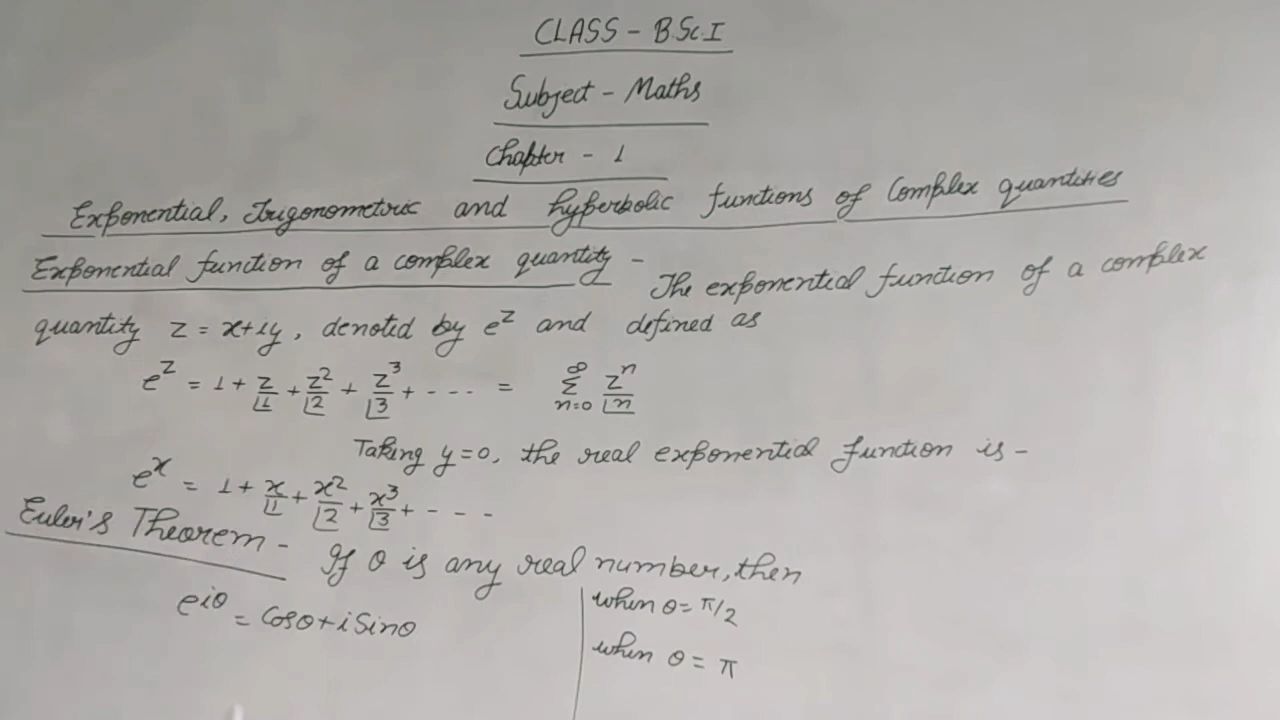 CLASS - B.Sc I
Subject - Maths
Chapter - 1
Exponential, Trigonometric and hyperbolic functions of Complex quantities
Exponential function of a complex quantity - The exponential function of a complex
quantity z = x+iy, denoted by e^z and defined as
e^z = 1 + z/⌊1 + z^2/⌊2 + z^3/⌊3 + - - - - = ∞ Σ n=0 z^n/⌊n
Taking y=0, the real exponential function is -
e^x = 1 + x/⌊1 + x^2/⌊2 + x^3/⌊3 + - - - -
Euler's Theorem - If θ is any real number, then
e^iθ = Cosθ + i Sinθ
when θ = π/2
when θ = π